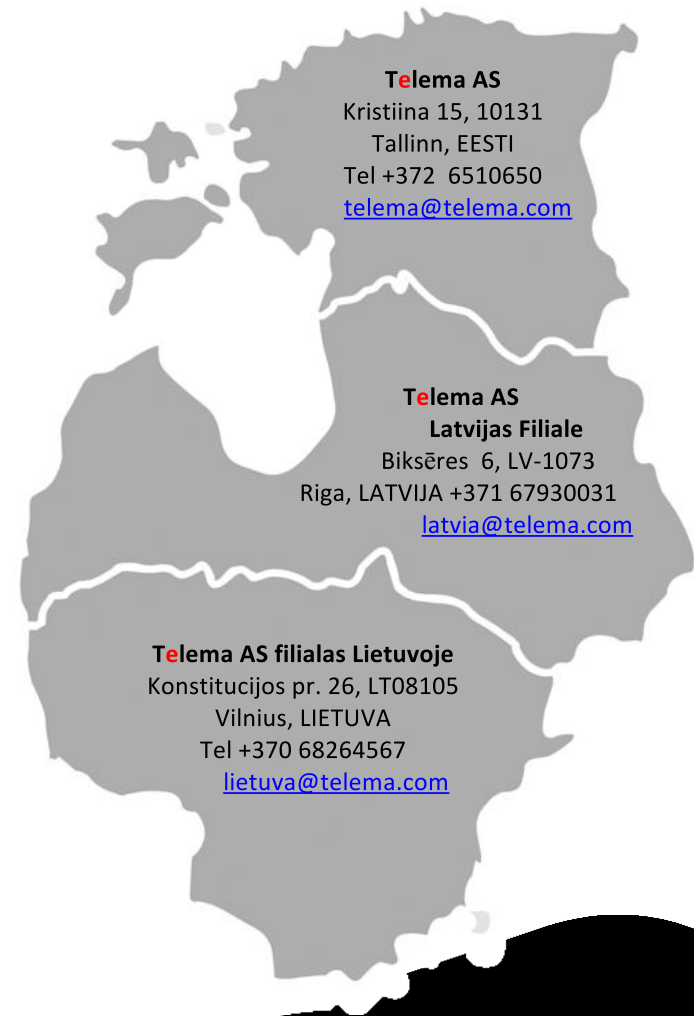 Telema AS
Kristiina 15, 10131
Tallinn, EESTI
Tel +372  6510650
telema@telema.com
Telema AS
Latvijas Filiale
Biksēres  6, LV-1073
Riga, LATVIJA +371 67930031
latvia@telema.com
Telema AS filialas Lietuvoje
Konstitucijos pr. 26, LT08105
Vilnius, LIETUVA
Tel +370 68264567
lietuva@telema.com